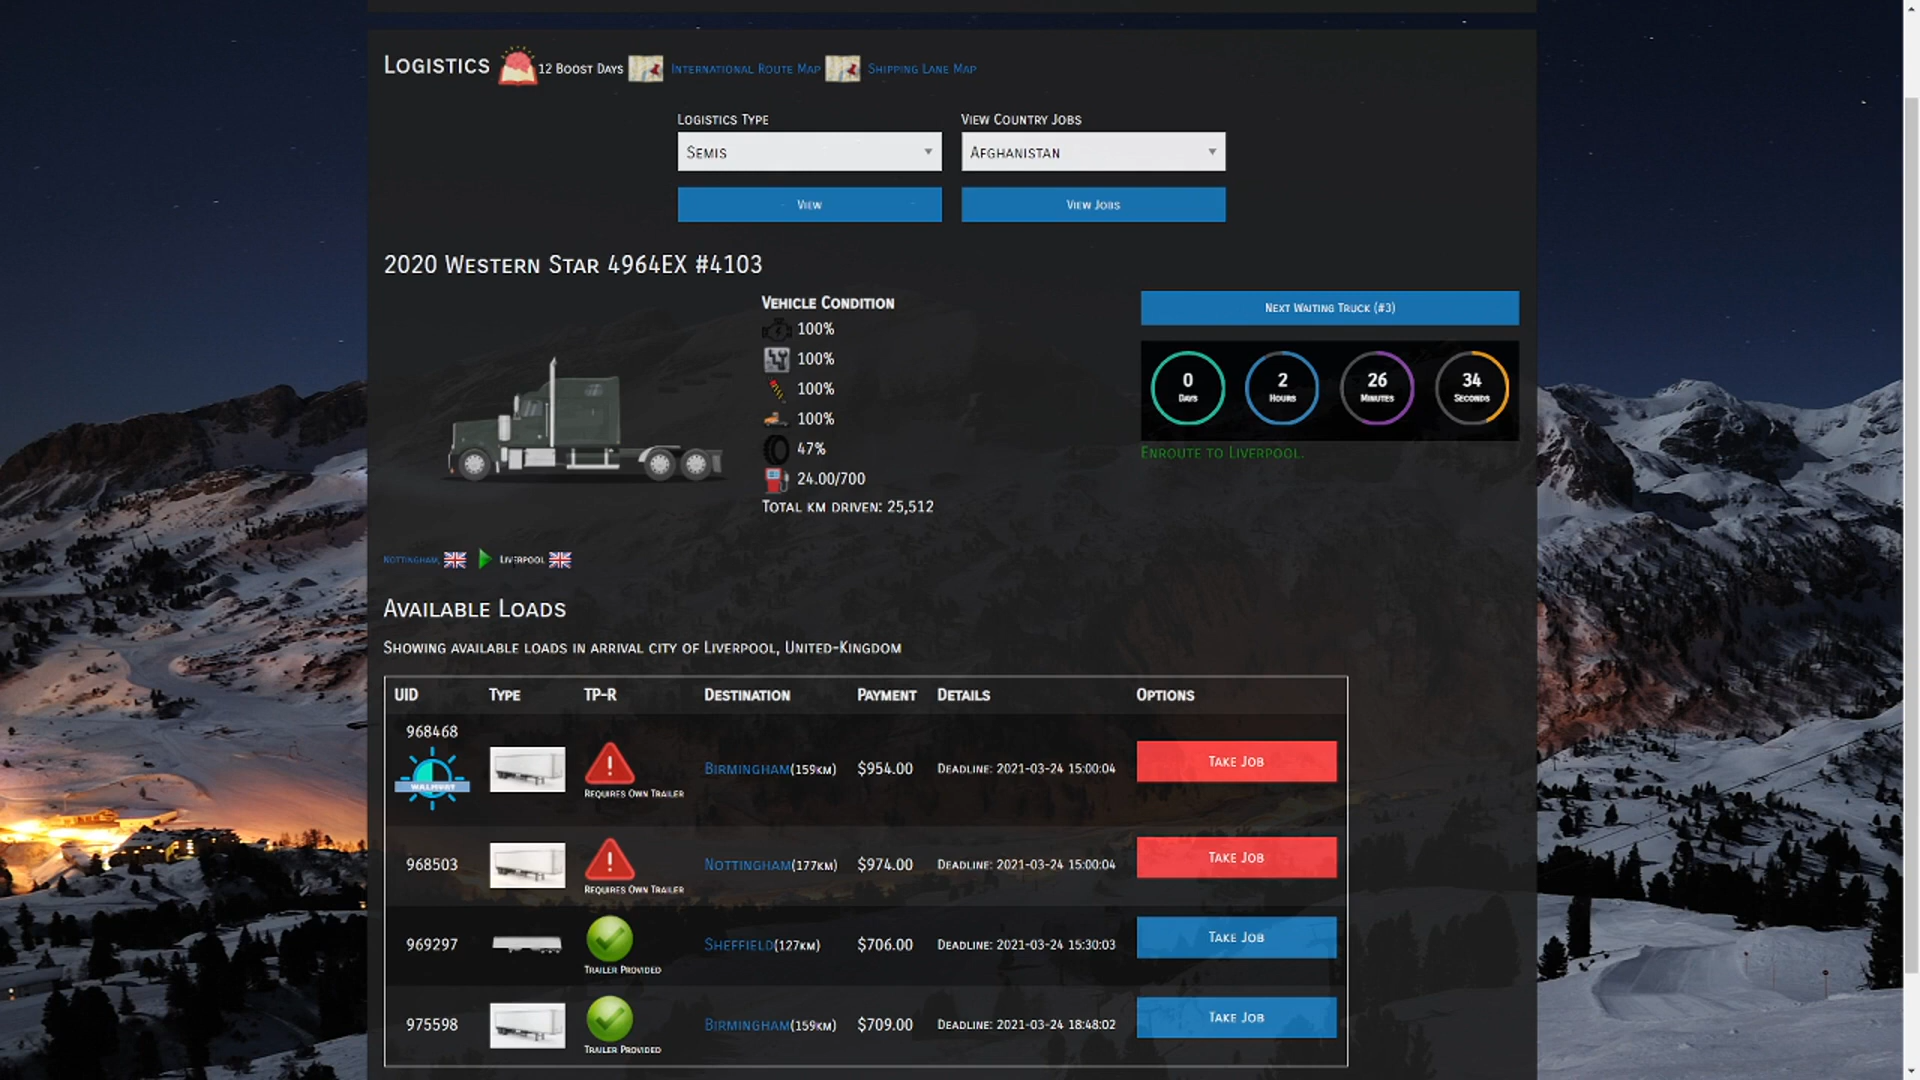 Logistics 12 Boost Days International Route Map Shipping Lane Map
Logistics Type View Country Jobs
Semis Afghanistan
View View Jobs
2020 Western Star 4964EX #4103
Vehicle Condition
Next Waiting Truck (#3)
100%
100%
100%
100%
47%
24.00/700
Total km driven: 25,512
0 2 26 34
Days Hours Minutes Seconds
Enroute to Liverpool.
Nottingham Liverpool
Available Loads
Showing available loads in arrival city of Liverpool, United-Kingdom
UID Type TP-R Destination Payment Details Options
968468
WALMURT
Requires Own Trailer
Birmingham(159km) $954.00 Deadline: 2021-03-24 15:00:04 Take Job
968503
Requires Own Trailer
Nottingham(177km) $974.00 Deadline: 2021-03-24 15:00:04 Take Job
969297
Trailer Provided
Sheffield(127km) $706.00 Deadline: 2021-03-24 15:30:03 Take Job
975598
Trailer Provided
Birmingham(159km) $709.00 Deadline: 2021-03-24 18:48:02 Take Job